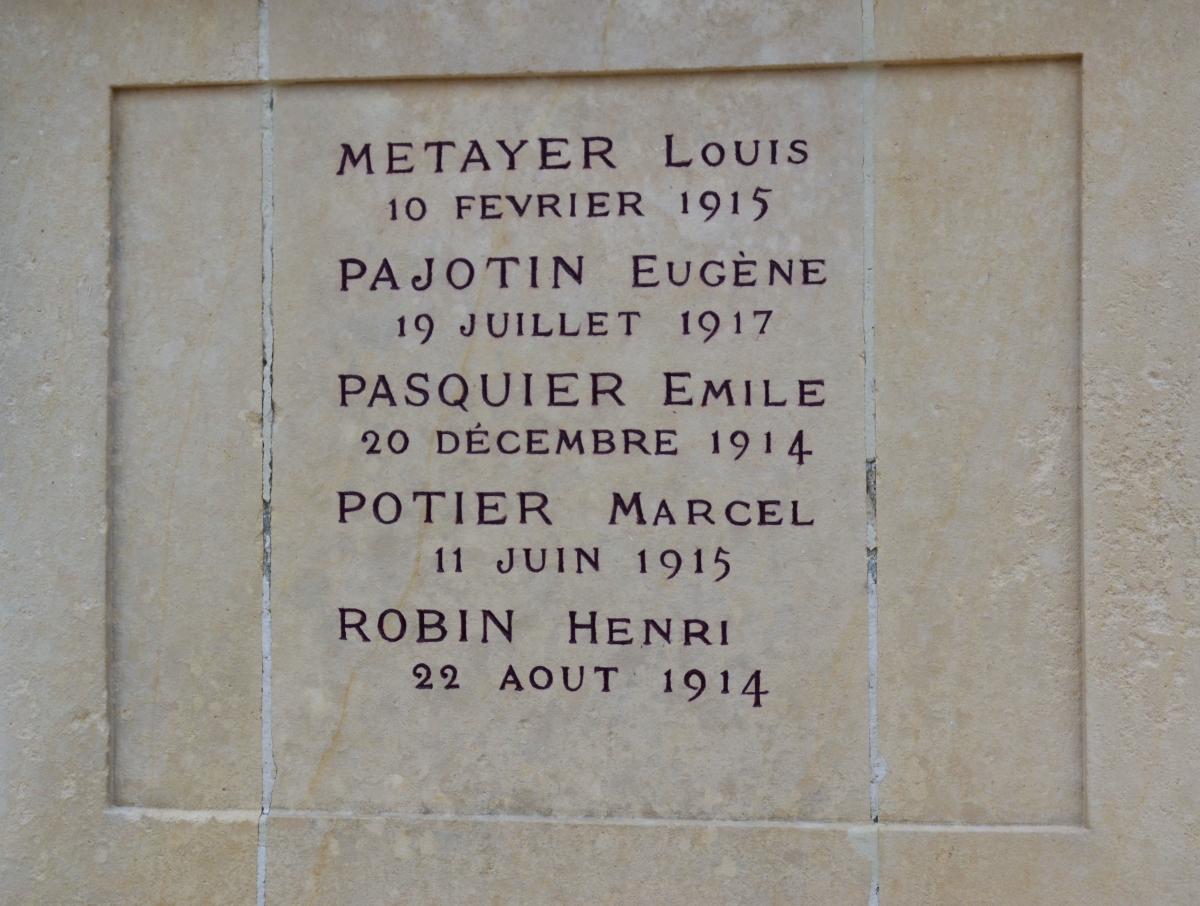 METAYER LOUIS
10 FEVRIER 1915
PAJOTIN EUGÈNE
19 JUILLET 1917
PASQUIER EMILE
20 DÉCEMBRE 1914
POTIER MARCEL
11 JUIN 1915
ROBIN HENRI
22 AOUT 1914